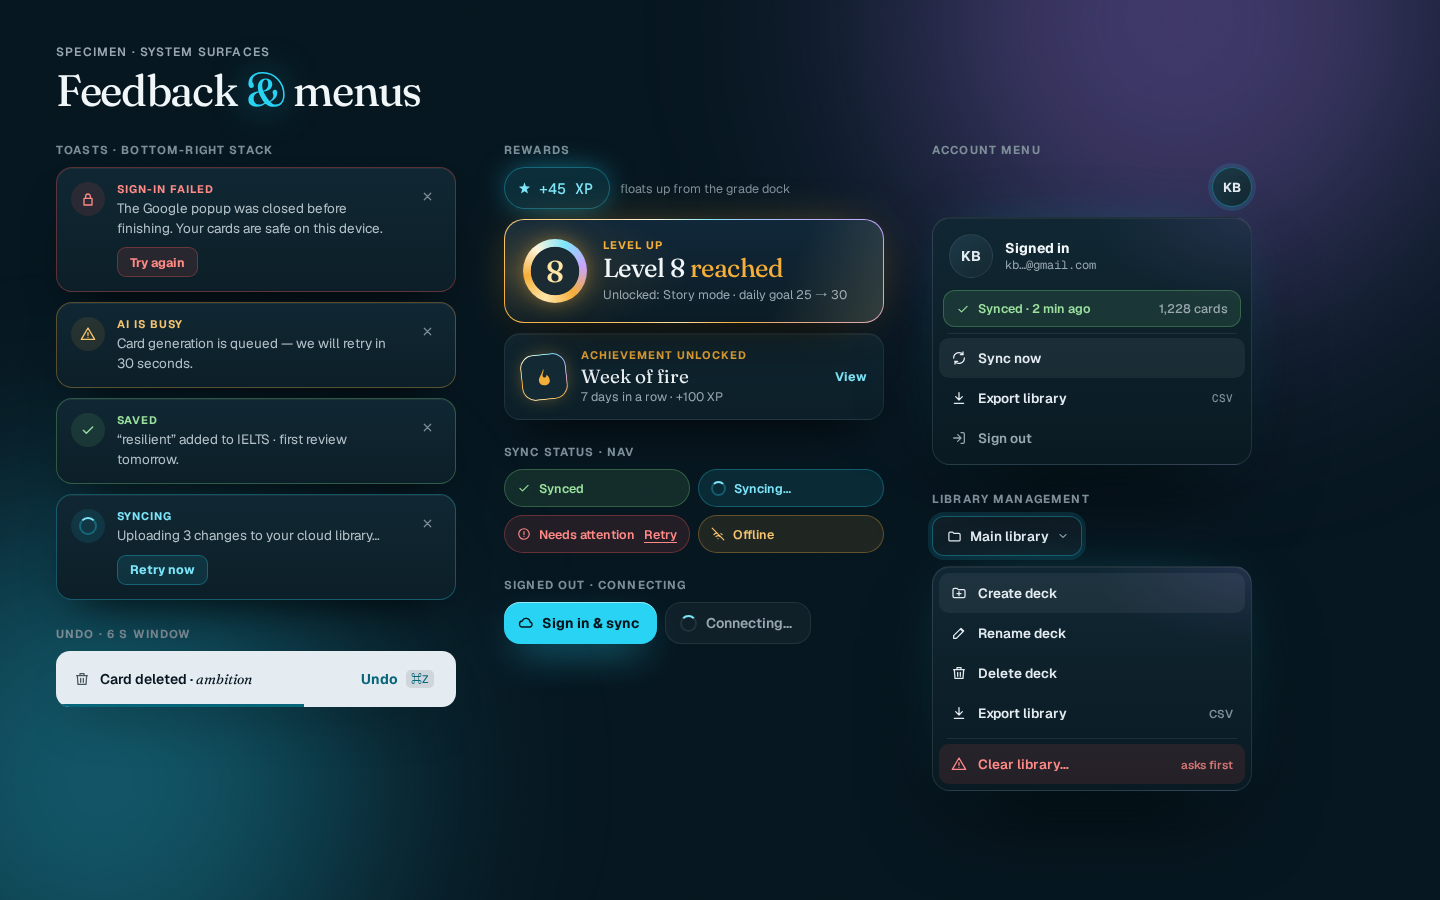 SPECIMEN · SYSTEM SURFACES
Feedback & menus
TOASTS · BOTTOM-RIGHT STACK
SIGN-IN FAILED
The Google popup was closed before
finishing. Your cards are safe on this device.
Try again
AI IS BUSY
Card generation is queued — we will retry in
30 seconds.
SAVED
“resilient” added to IELTS · first review
tomorrow.
SYNCING
Uploading 3 changes to your cloud library…
Retry now
UNDO · 6 S WINDOW
Card deleted · ambition
Undo ⌘Z
REWARDS
+45 XP
floats up from the grade dock
8
LEVEL UP
Level 8 reached
Unlocked: Story mode · daily goal 25 → 30
ACHIEVEMENT UNLOCKED
Week of fire
7 days in a row · +100 XP
View
SYNC STATUS · NAV
Synced
Syncing…
Needs attention Retry
Offline
SIGNED OUT · CONNECTING
Sign in & sync
Connecting…
ACCOUNT MENU
KB
KB
Signed in
kb…@gmail.com
Synced · 2 min ago
1,228 cards
Sync now
Export library
CSV
Sign out
LIBRARY MANAGEMENT
Main library
Create deck
Rename deck
Delete deck
Export library
CSV
Clear library…
asks first